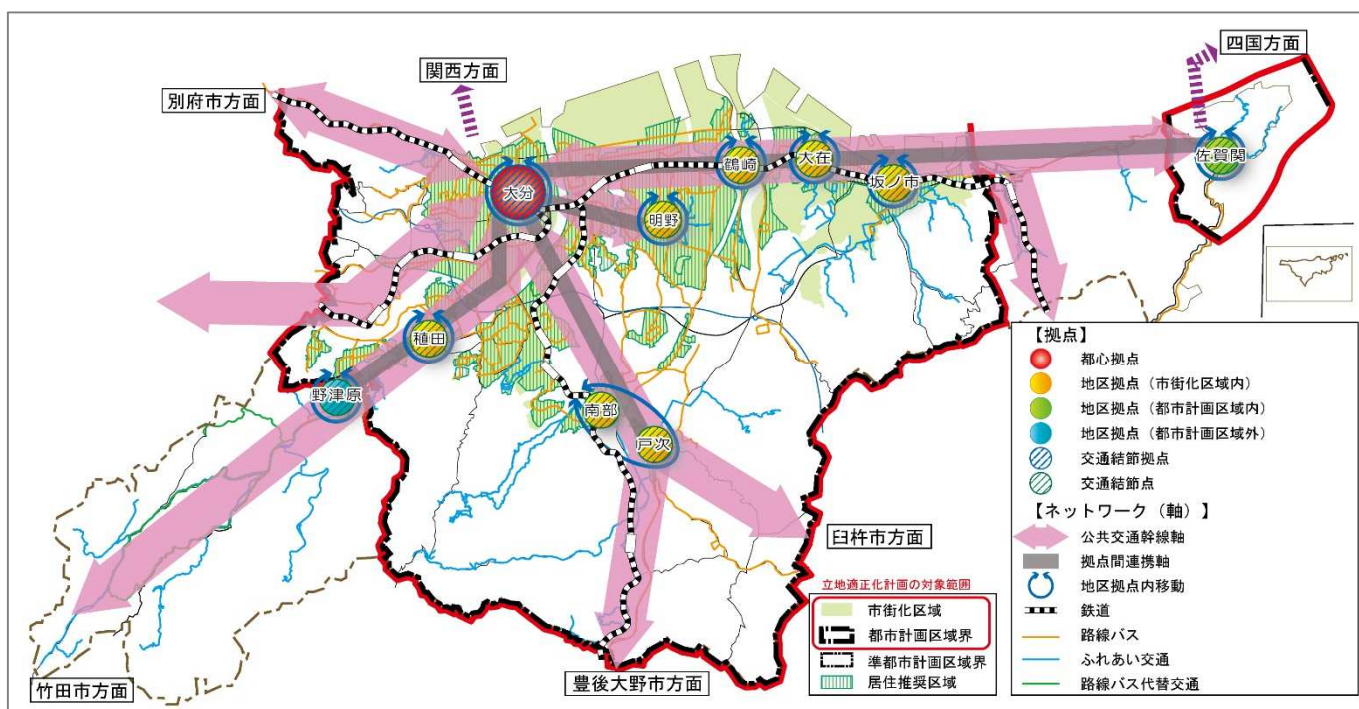 四国方面
関西方面
別府市方面
佐賀関
大在
鶴崎
坂ノ市
大分
明野
稙田
野津原
南部
戸次
臼杵市方面
豊後大野市方面
竹田市方面
立地適正化計画の対象範囲
市街化区域
都市計画区域界
準都市計画区域界
居住推奨区域
【拠点】
都心拠点
地区拠点（市街化区域内）
地区拠点（都市計画区域内）
地区拠点（都市計画区域外）
交通結節拠点
交通結節点
【ネットワーク（軸）】
公共交通幹線軸
拠点間連携軸
地区拠点内移動
鉄道
路線バス
ふれあい交通
路線バス代替交通